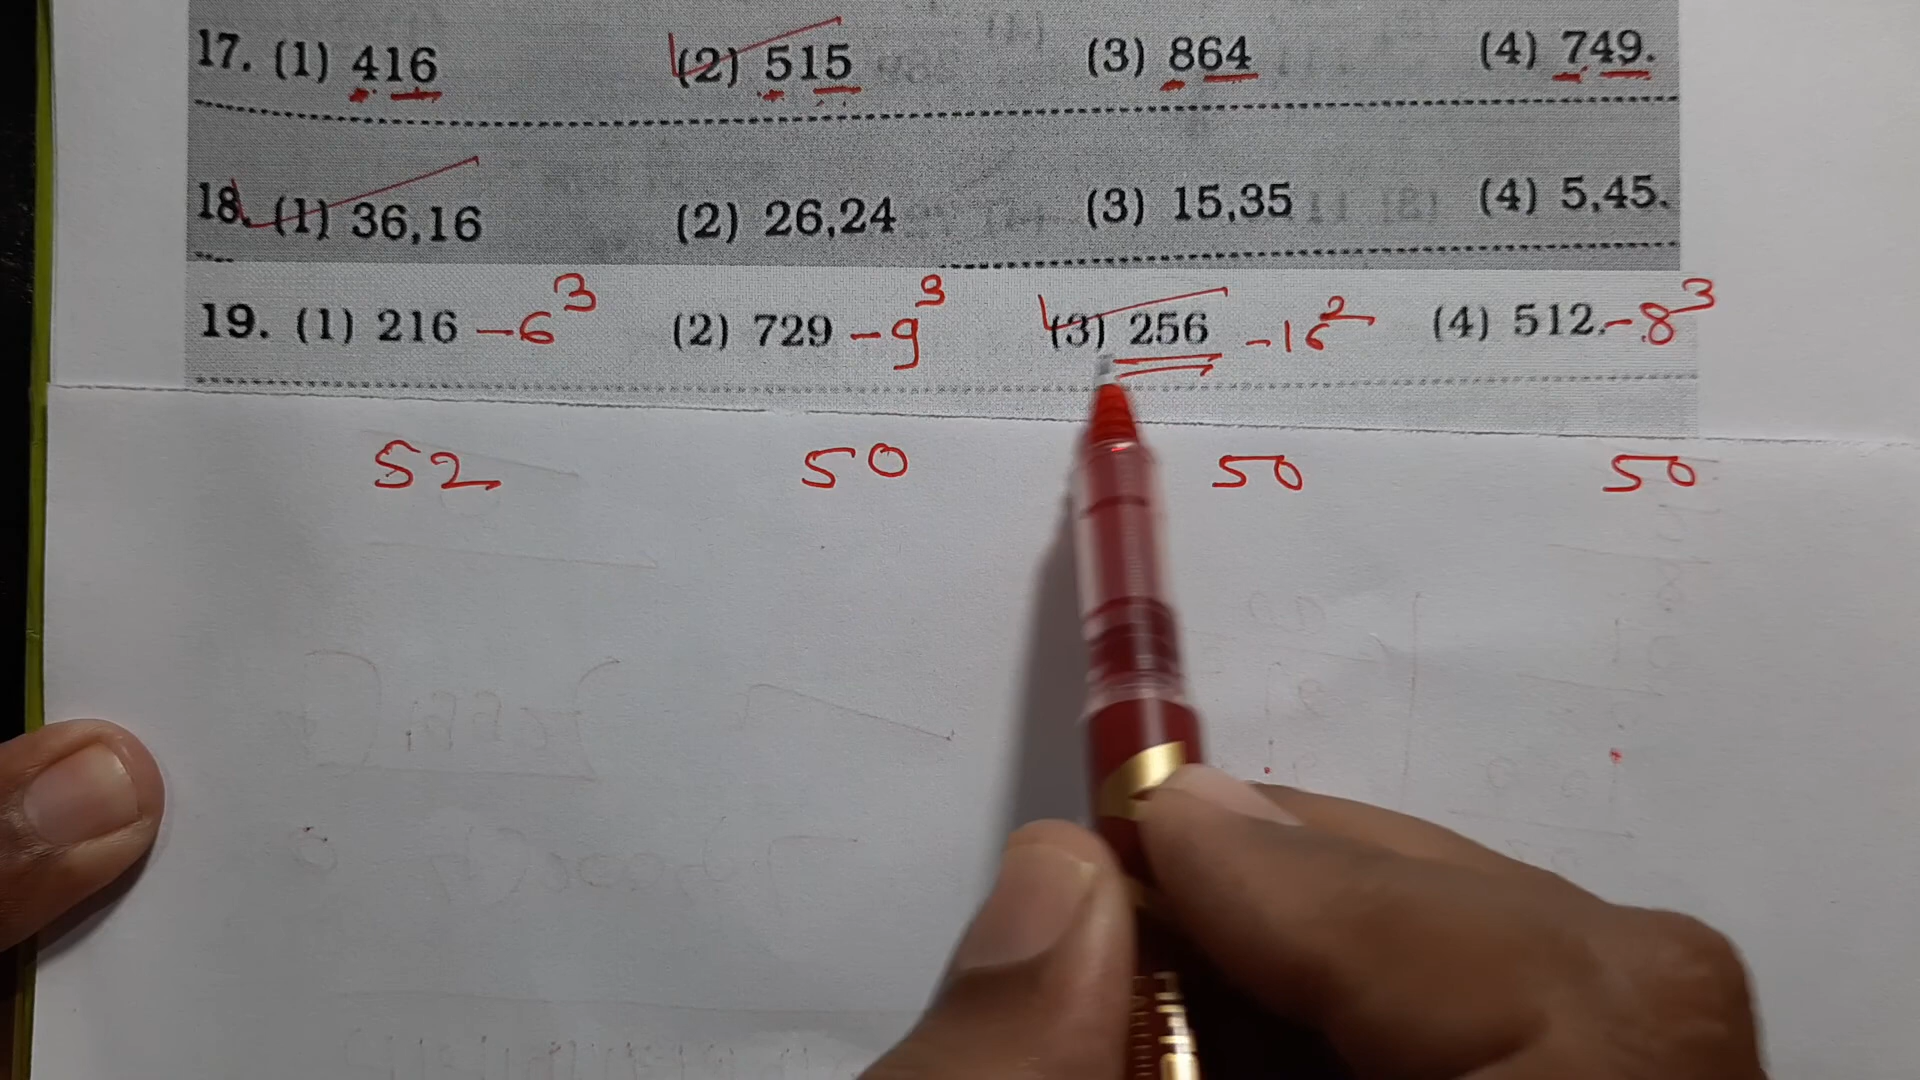 17. (1) 416 (2) 515 (3) 864 (4) 749.
18. (1) 36,16 (2) 26,24 (3) 15,35 (4) 5,45.
19. (1) 216 - 6³ (2) 729 - 9³ (3) 256 - 16² (4) 512. - 8³
52 50 50 50